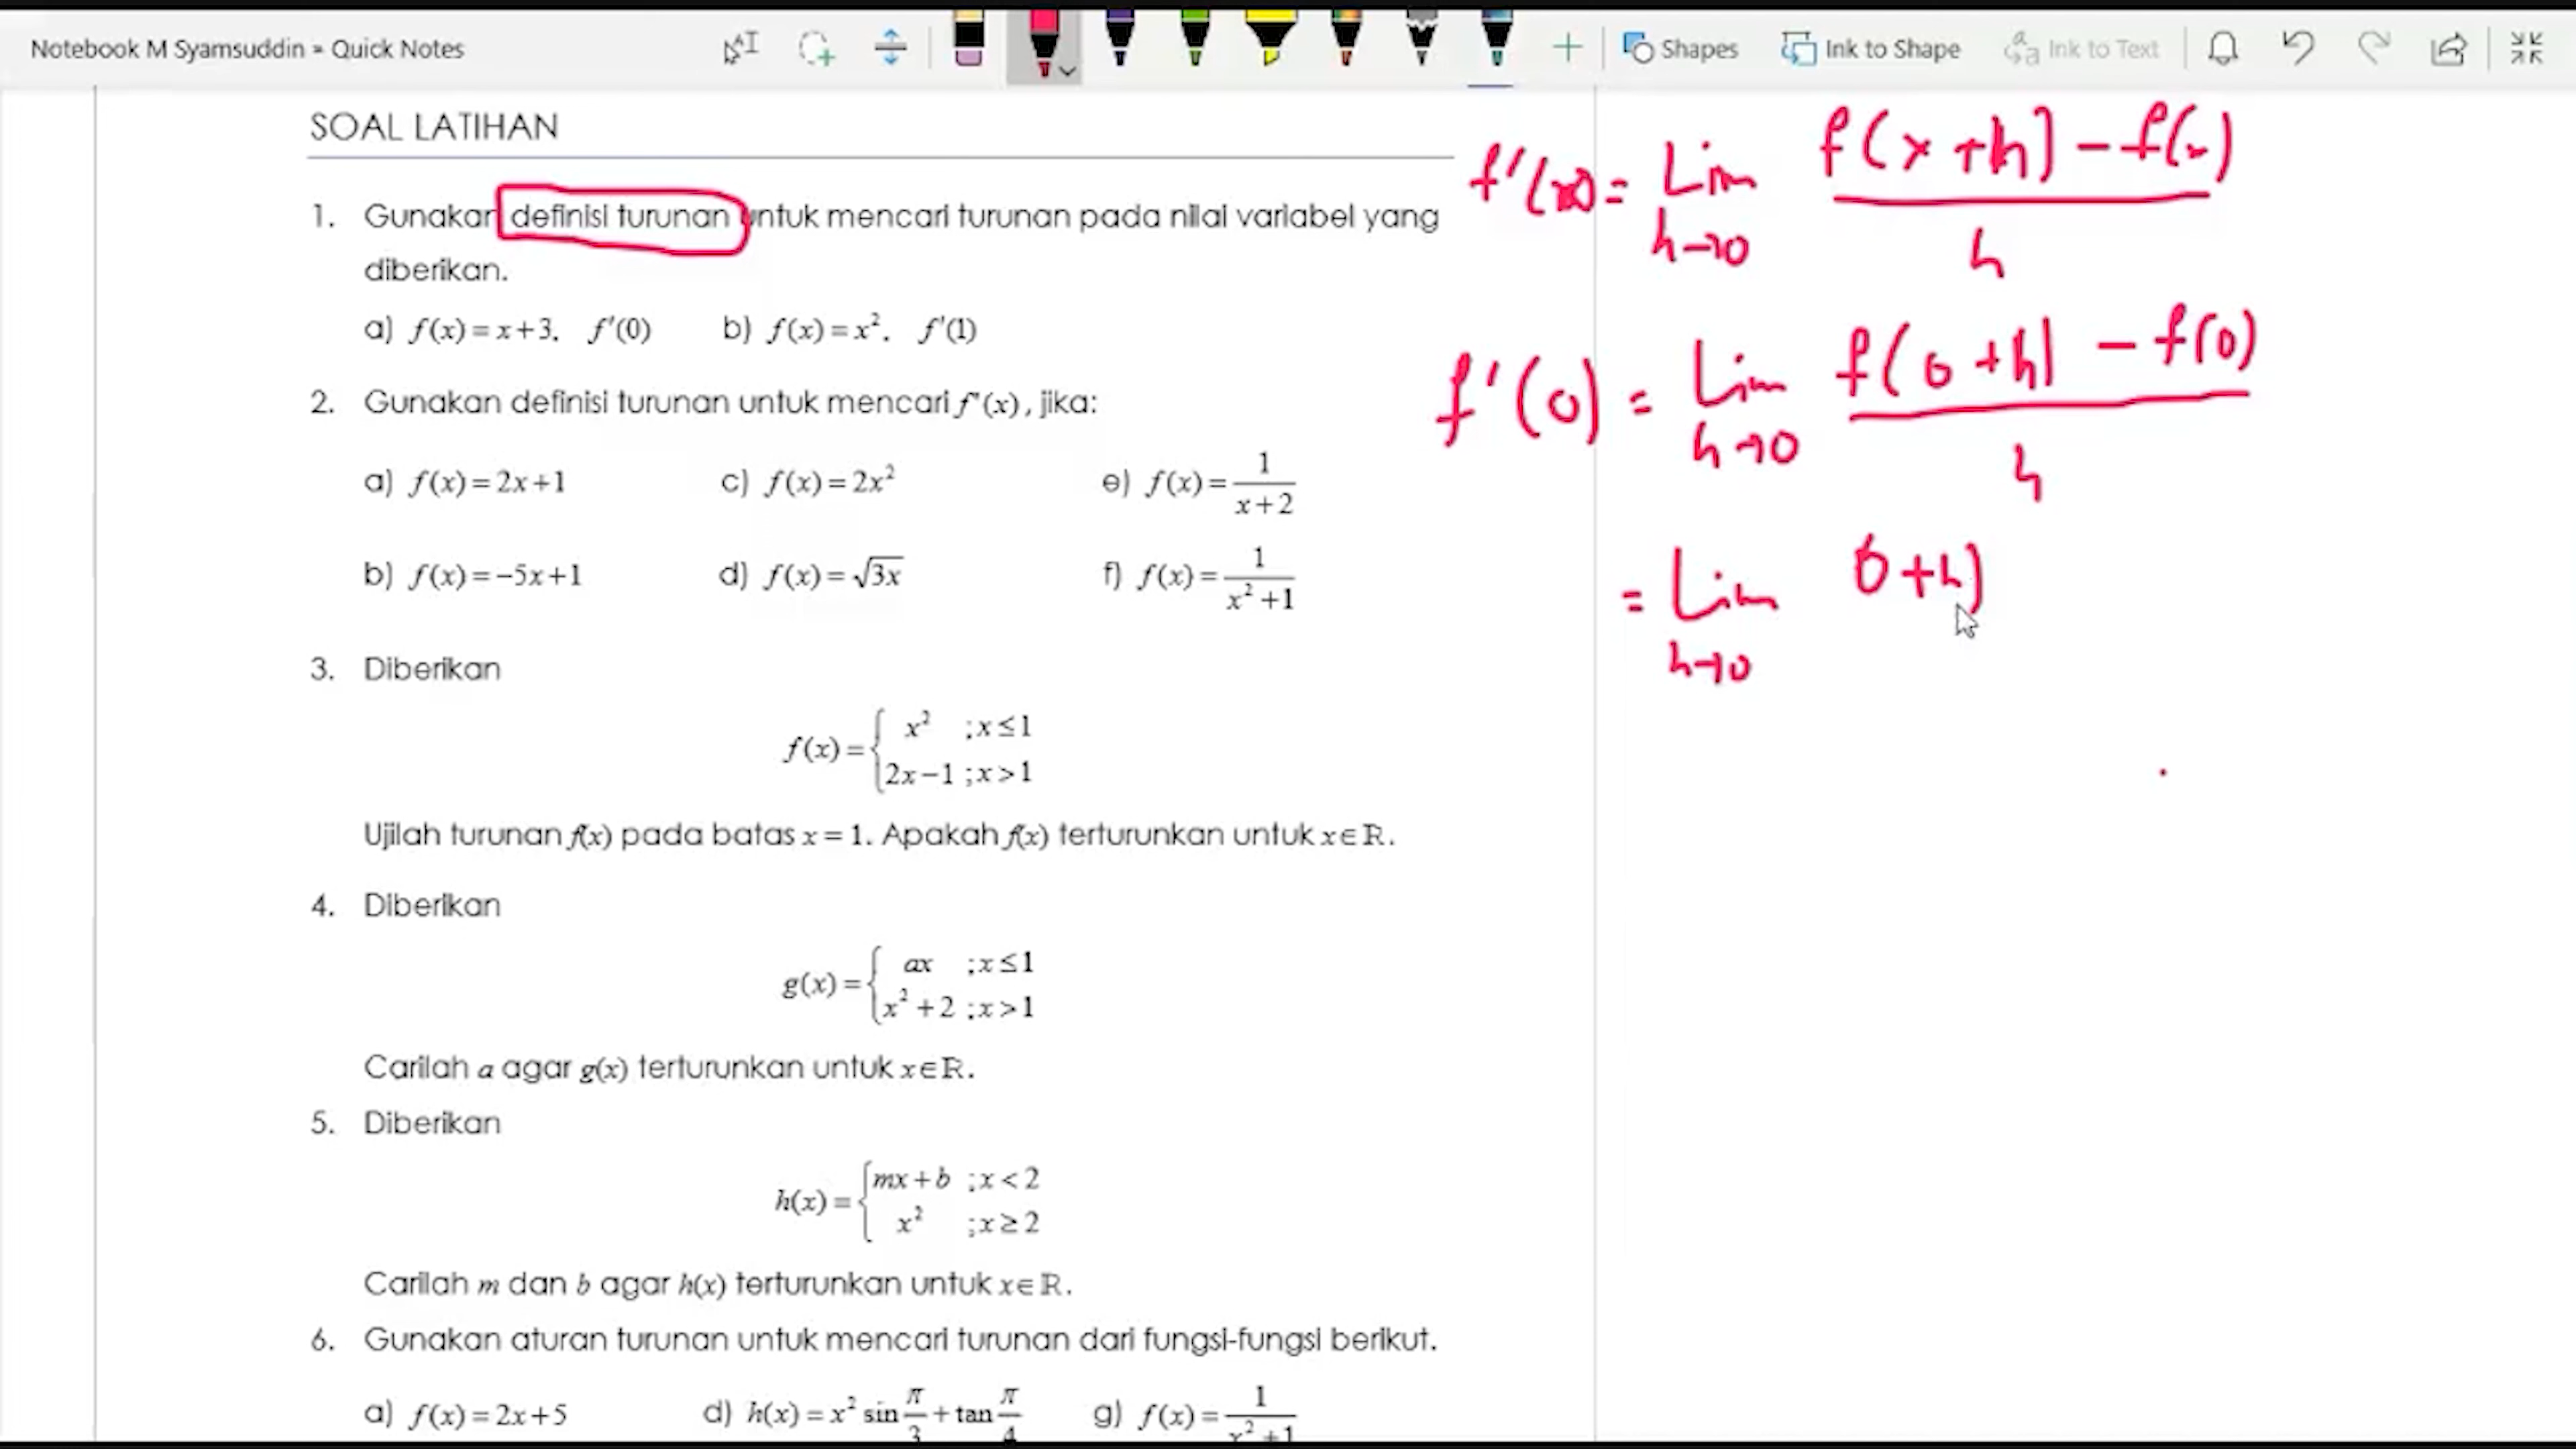 Notebook M Syamsuddin » Quick Notes
Shapes
Ink to Shape
Ink to Text
SOAL LATIHAN
1. Gunakan definisi turunan untuk mencari turunan pada nilai variabel yang
diberikan.
a) f(x)=x+3, f'(0) b) f(x)=x², f'(1)
2. Gunakan definisi turunan untuk mencari f'(x), jika:
a) f(x)=2x+1 c) f(x)=2x² e) f(x)=1/(x+2)
b) f(x)=−5x+1 d) f(x)=√3x f) f(x)=1/(x²+1)
3. Diberikan
f(x)={ x² ;x≤1
2x−1 ;x>1
Ujilah turunan f(x) pada batas x = 1. Apakah f(x) terturunkan untuk x∈ℝ.
4. Diberikan
g(x)={ ax ;x≤1
x²+2 ;x>1
Carilah a agar g(x) terturunkan untuk x∈ℝ.
5. Diberikan
h(x)={ mx+b ;x<2
x² ;x≥2
Carilah m dan b agar h(x) terturunkan untuk x∈ℝ.
6. Gunakan aturan turunan untuk mencari turunan dari fungsi-fungsi berikut.
a) f(x)=2x+5 d) h(x)=x² sin π/3 + tan π/4 g) f(x)=1/(x²+1)
f'(x) = Lim h→0 f(x+h)−f(x)
h
f'(0) = Lim h→0 f(0+h)−f(0)
h
= Lim h→0 0+h)